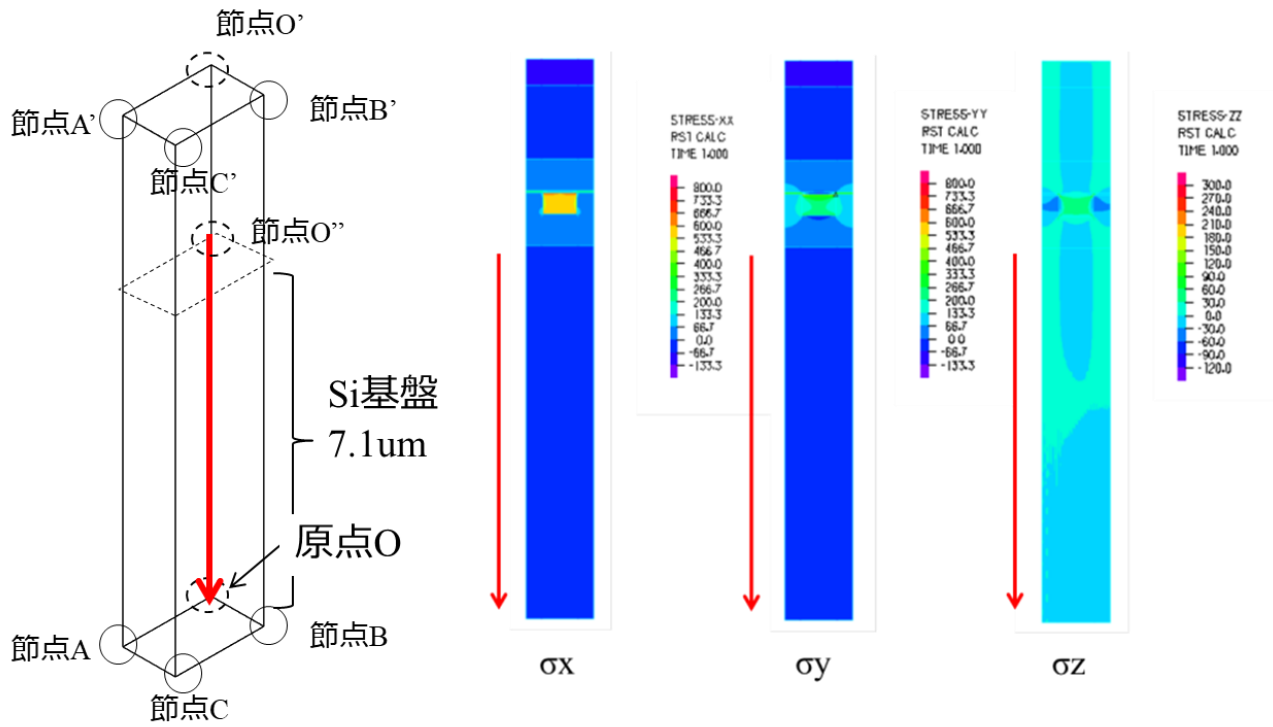 節点O’
節点A’
節点B’
節点C’
節点O”
Si基盤
7.1um
原点O
節点A
節点B
節点C
STRESS-XX
RST CALC
TIME 1.000
800.0
733.3
666.7
600.0
533.3
466.7
400.0
333.3
266.7
200.0
133.3
66.7
0.0
-66.7
-133.3
σx
STRESS-YY
RST CALC
TIME 1.000
800.0
733.3
666.7
600.0
533.3
466.7
400.0
333.3
266.7
200.0
133.3
66.7
0.0
-66.7
-133.3
σy
STRESS-ZZ
RST CALC
TIME 1.000
300.0
270.0
240.0
210.0
180.0
150.0
120.0
90.0
60.0
30.0
0.0
-30.0
-60.0
-90.0
-120.0
σz